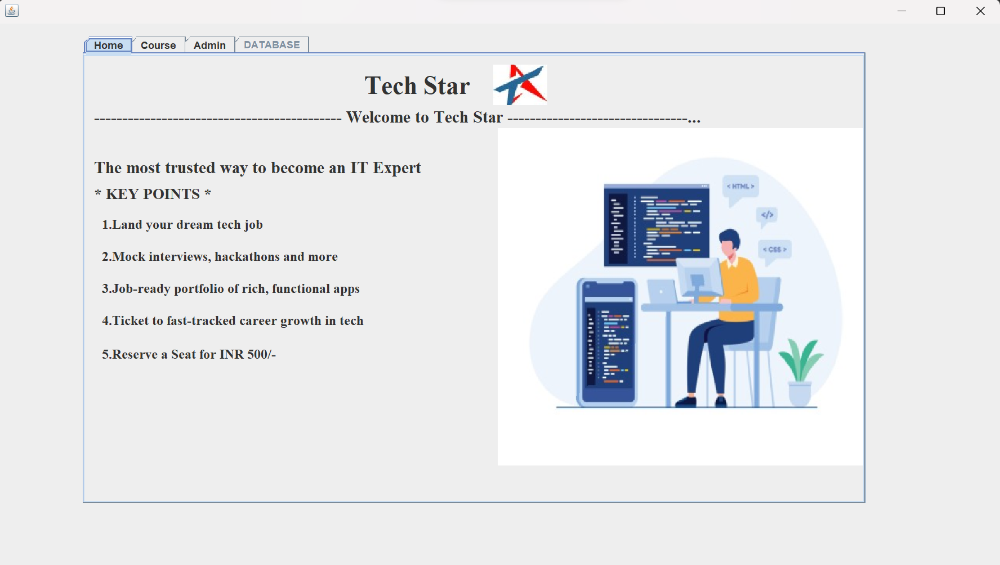 Home Course Admin DATABASE
Tech Star
-------------------------------------------- Welcome to Tech Star --------------------------------...
The most trusted way to become an IT Expert
* KEY POINTS *
1.Land your dream tech job
2.Mock interviews, hackathons and more
3.Job-ready portfolio of rich, functional apps
4.Ticket to fast-tracked career growth in tech
5.Reserve a Seat for INR 500/-
< HTML >
</>
< CSS >